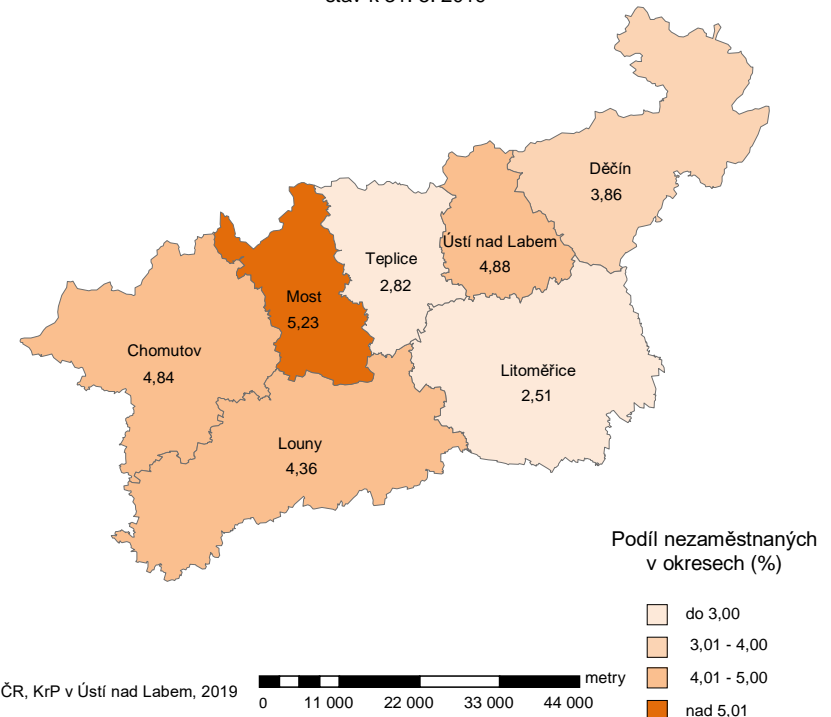 Děčín
3,86
Ústí nad Labem
4,88
Teplice
2,82
Most
5,23
Chomutov
4,84
Litoměřice
2,51
Louny
4,36
Podíl nezaměstnaných
v okresech (%)
do 3,00
3,01 - 4,00
4,01 - 5,00
nad 5,01
ČR, KrP v Ústí nad Labem, 2019
metry
0 11 000 22 000 33 000 44 000